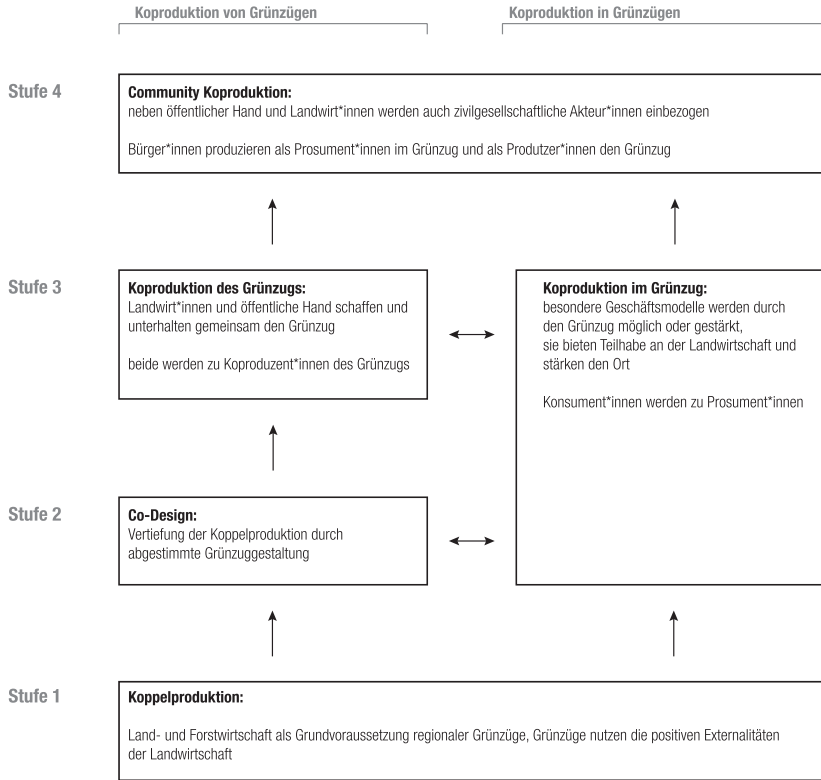 Koproduktion von Grünzügen
Koproduktion in Grünzügen
Stufe 4
Community Koproduktion:
neben öffentlicher Hand und Landwirt*innen werden auch zivilgesellschaftliche Akteur*innen einbezogen
Bürger*innen produzieren als Prosument*innen im Grünzug und als Produtzer*innen den Grünzug
Stufe 3
Koproduktion des Grünzugs:
Landwirt*innen und öffentliche Hand schaffen und
unterhalten gemeinsam den Grünzug
beide werden zu Koproduzent*innen des Grünzugs
Koproduktion im Grünzug:
besondere Geschäftsmodelle werden durch
den Grünzug möglich oder gestärkt,
sie bieten Teilhabe an der Landwirtschaft und
stärken den Ort
Konsument*innen werden zu Prosument*innen
Stufe 2
Co-Design:
Vertiefung der Koppelproduktion durch
abgestimmte Grünzuggestaltung
Stufe 1
Koppelproduktion:
Land- und Forstwirtschaft als Grundvoraussetzung regionaler Grünzüge, Grünzüge nutzen die positiven Externalitäten
der Landwirtschaft